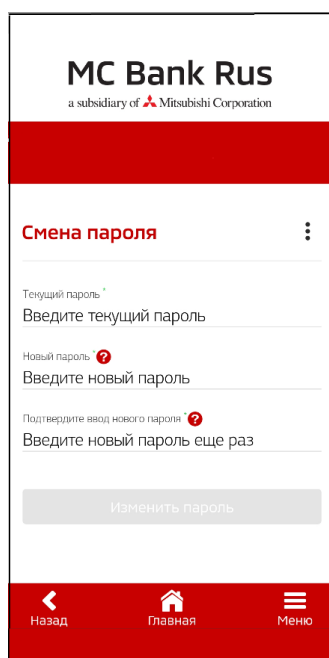 MC Bank Rus
a subsidiary of Mitsubishi Corporation
Смена пароля
Текущий пароль *
Введите текущий пароль
Новый пароль * ?
Введите новый пароль
Подтвердите ввод нового пароля * ?
Введите новый пароль еще раз
Изменить пароль
Назад Главная Меню